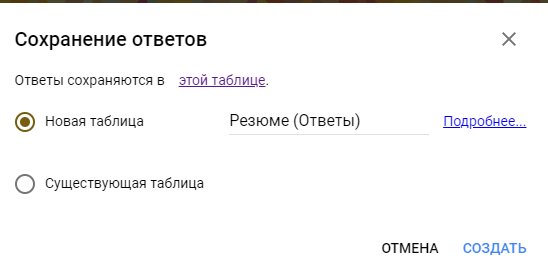 Сохранение ответов
Ответы сохраняются в этой таблице.
Новая таблица Резюме (Ответы) Подробнее...
Существующая таблица
ОТМЕНА СОЗДАТЬ